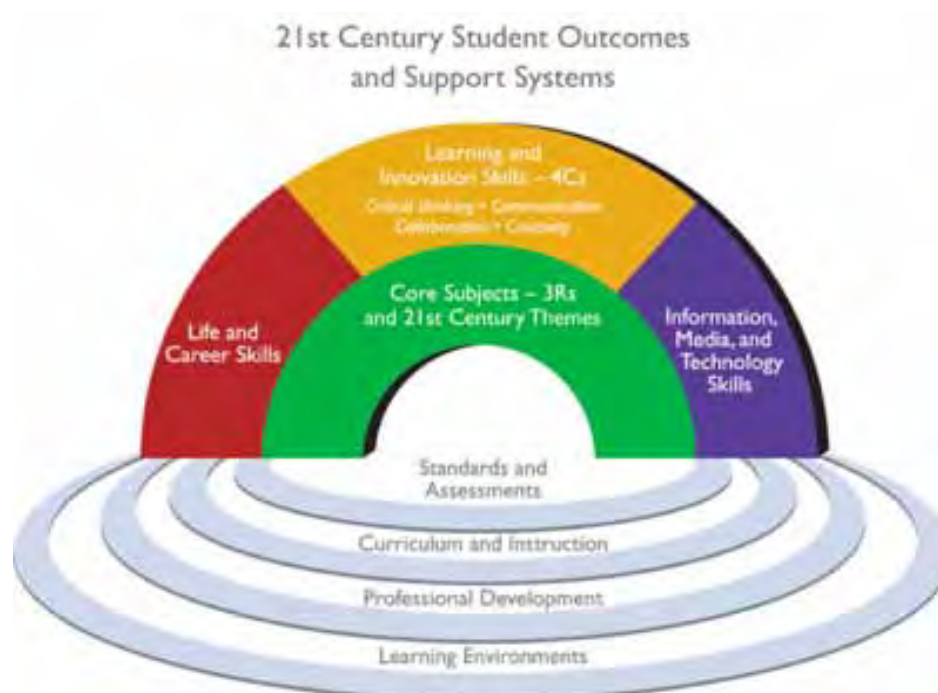 21st Century Student Outcomes
and Support Systems
Learning and
Innovation Skills – 4Cs
Critical thinking • Communication
Collaboration • Creativity
Core Subjects – 3Rs
and 21st Century Themes
Life and
Career Skills
Information,
Media, and
Technology
Skills
Standards and
Assessments
Curriculum and Instruction
Professional Development
Learning Environments